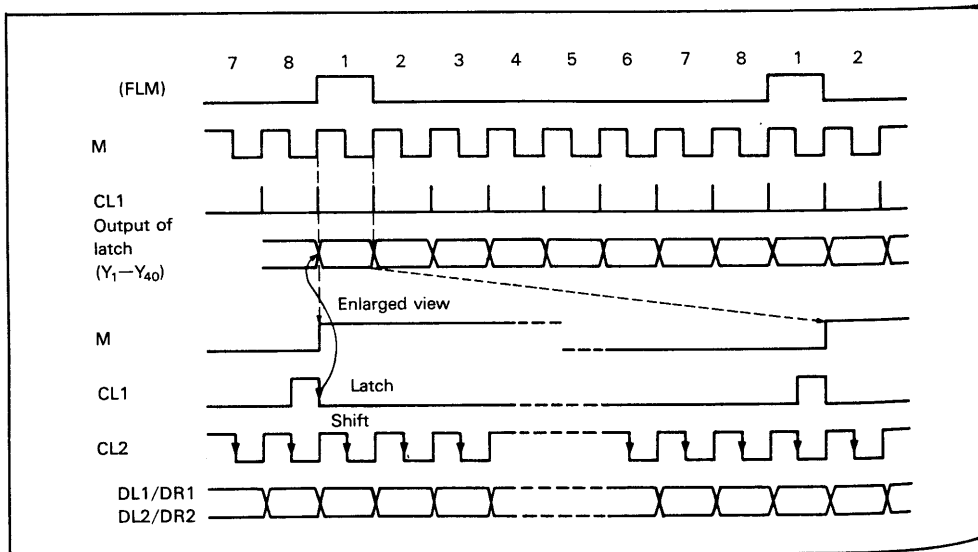 7 8 1 2 3 4 5 6 7 8 1 2
(FLM)
M
CL1
Output of
latch
(Y₁—Y₄₀)
Enlarged view
M
CL1
Latch
Shift
CL2
DL1/DR1
DL2/DR2